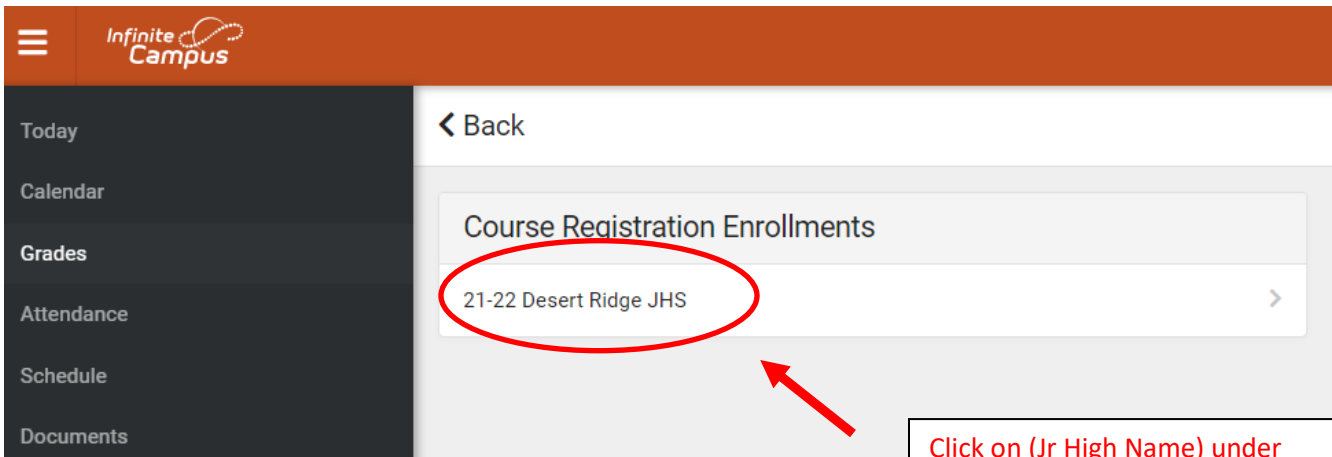 Infinite
Campus
Today
Calendar
Grades
Attendance
Schedule
Documents
Back
Course Registration Enrollments
21-22 Desert Ridge JHS
Click on (Jr High Name) under